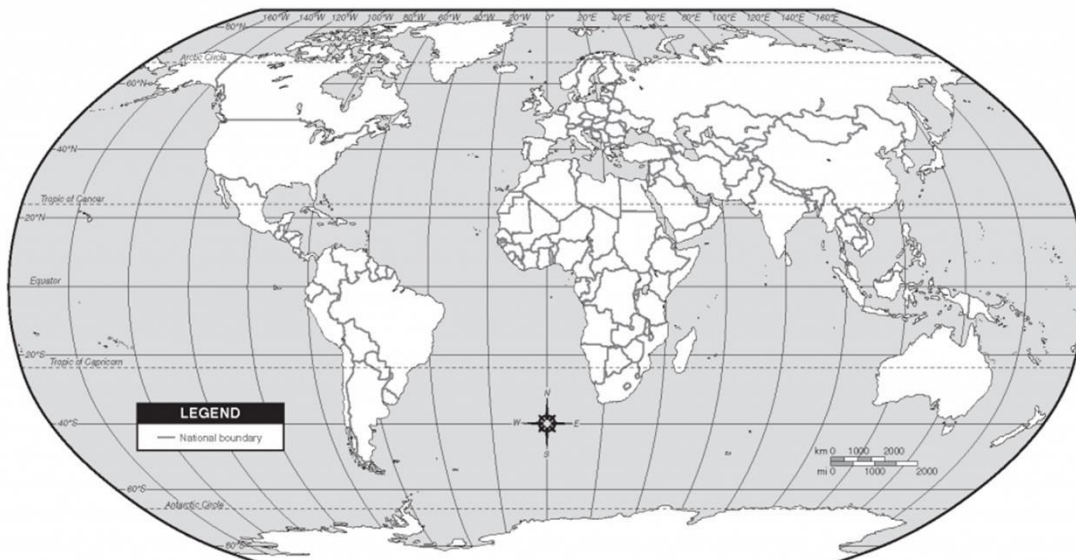 160°W 140°W 120°W 100°W 80°W 60°W 40°W 20°W 0° 20°E 40°E 60°E 80°E 100°E 120°E 140°E 160°E
80°N
Arctic Circle
60°N
40°N
Tropic of Cancer
20°N
Equator
20°S
Tropic of Capricorn
N
LEGEND
W E
40°S
National boundary
S
km 0 1000 2000
mi 0 1000 2000
60°S
Antarctic Circle
80°S